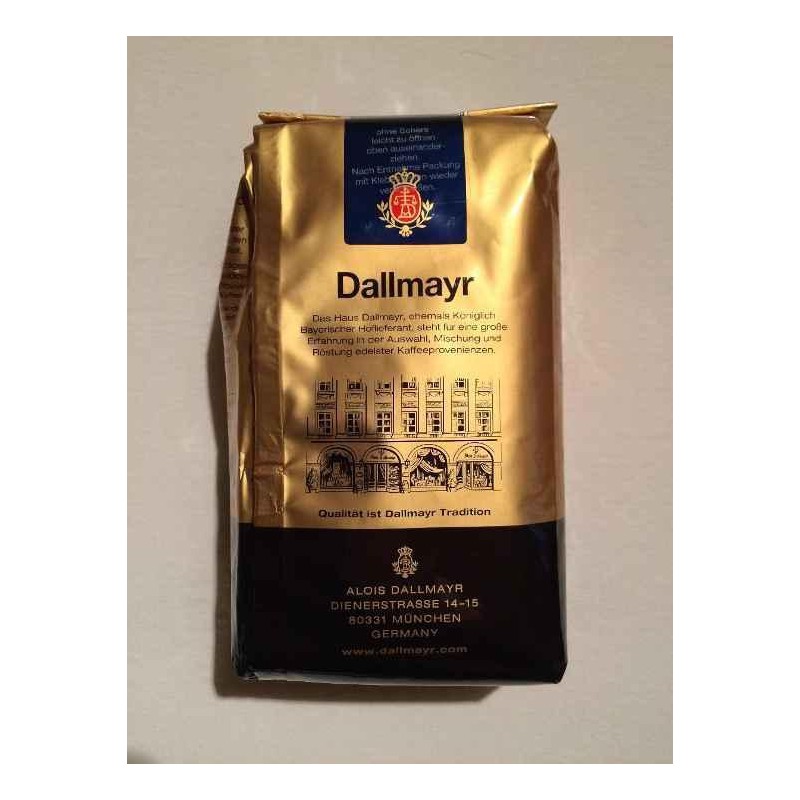 ohne Schere
leicht zu öffnen,
oben auseinander-
ziehen.
Nach Entnahme Packung
mit wieder
Dallmayr
Das Haus Dallmayr, ehemals Königlich
Bayerischer Hoflieferant, steht für eine große
Erfahrung in der Auswahl, Mischung und
Röstung edelster Kaffeeprovenienzen.
Qualität ist Dallmayr Tradition
ALOIS DALLMAYR
DIENERSTRASSE 14-15
80331 MÜNCHEN
GERMANY
www.dallmayr.com